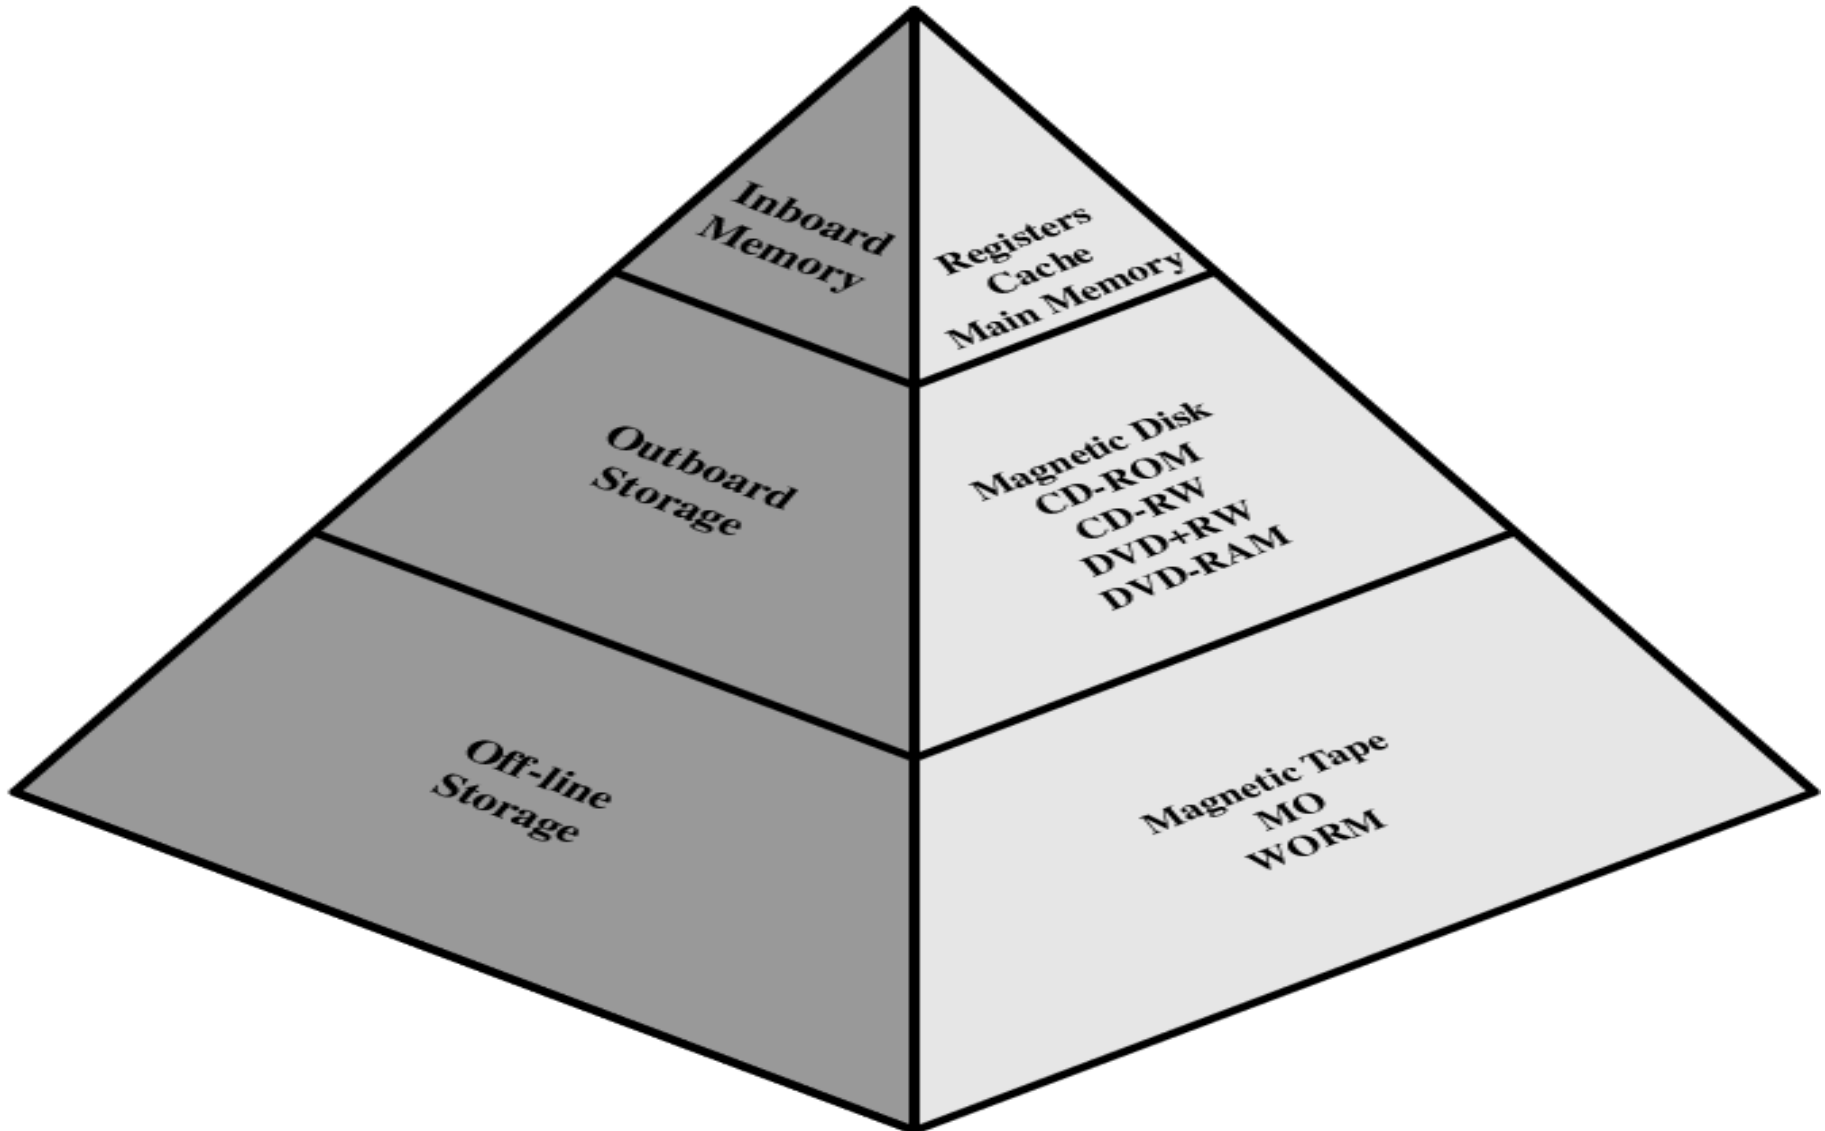 Inboard
Memory
Registers
Cache
Main Memory
Outboard
Storage
Magnetic Disk
CD-ROM
CD-RW
DVD+RW
DVD-RAM
Off-line
Storage
Magnetic Tape
MO
WORM